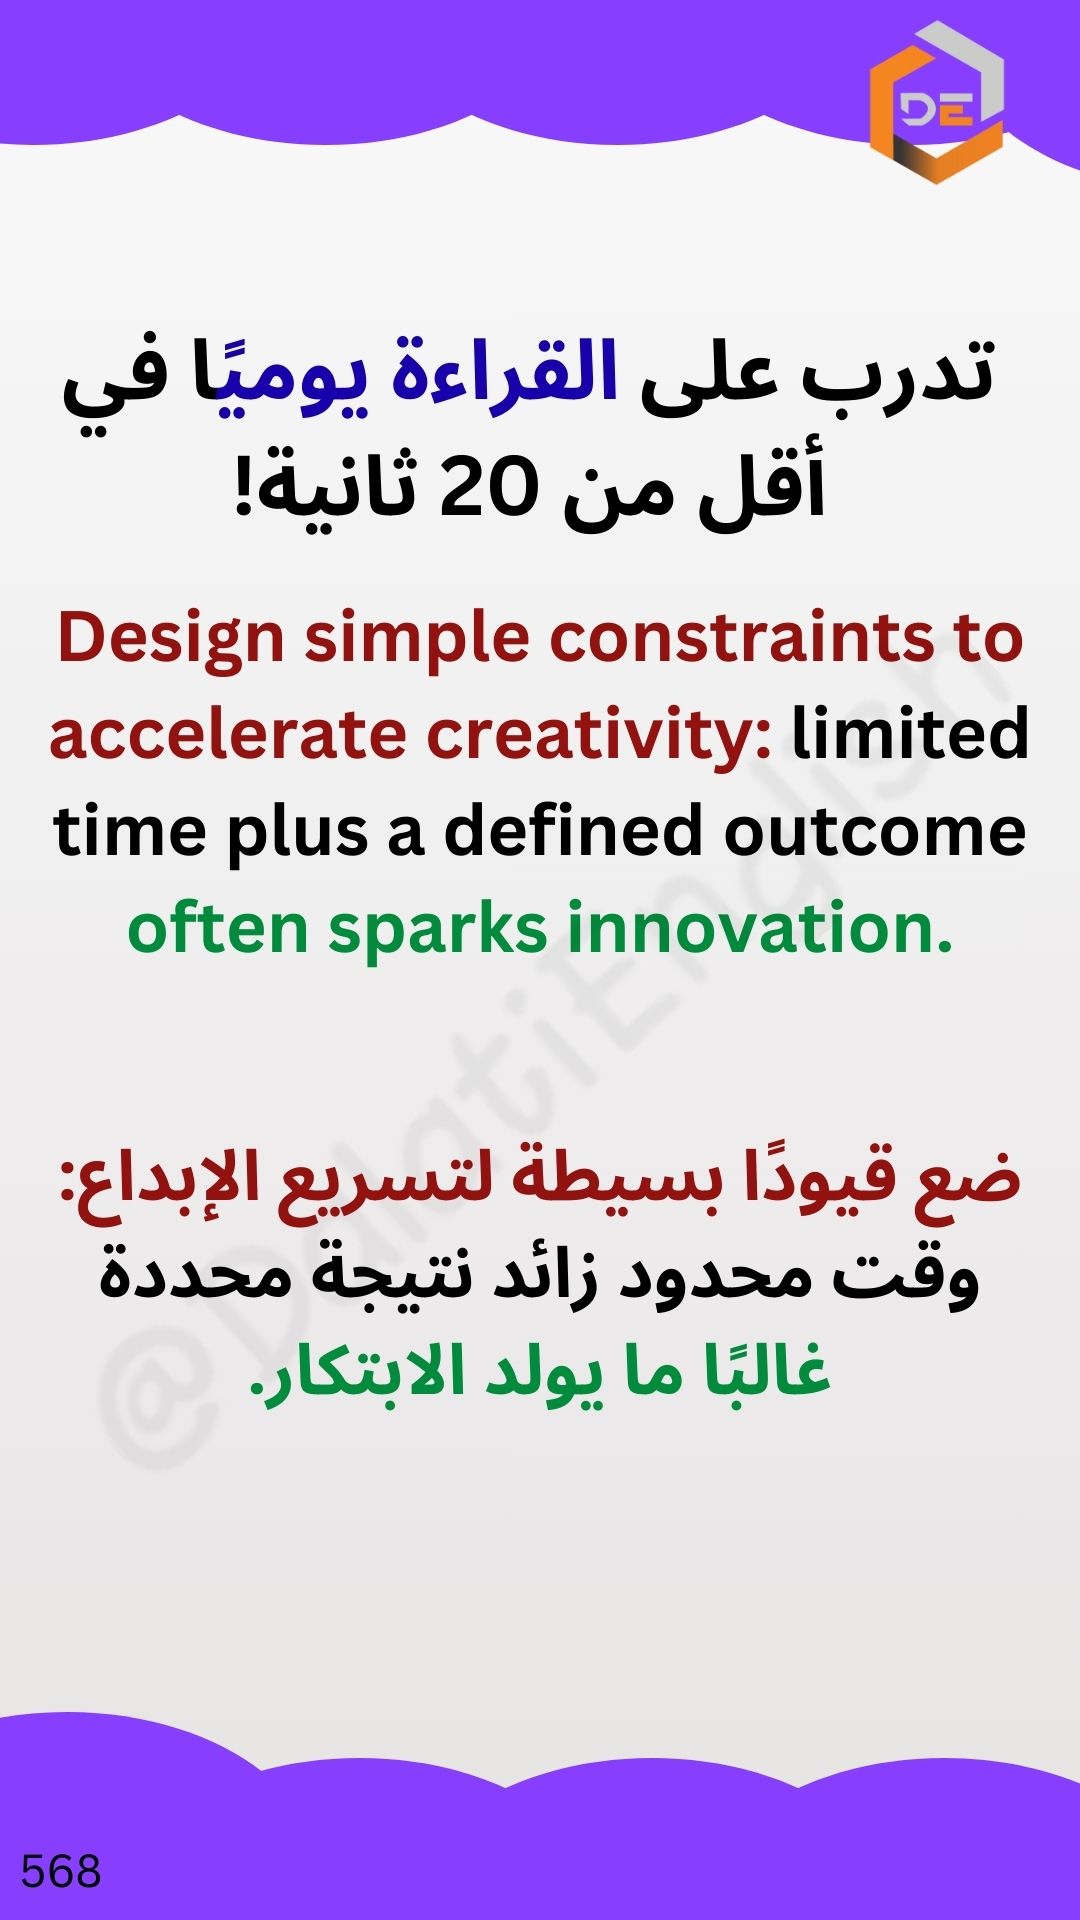 DE
تدرب على القراءة يوميًا في
أقل من 20 ثانية!
Design simple constraints to
accelerate creativity: limited
time plus a defined outcome
often sparks innovation.
@DalatiEnglish
ضع قيودًا بسيطة لتسريع الإبداع:
وقت محدود زائد نتيجة محددة
غالبًا ما يولد الابتكار.
568